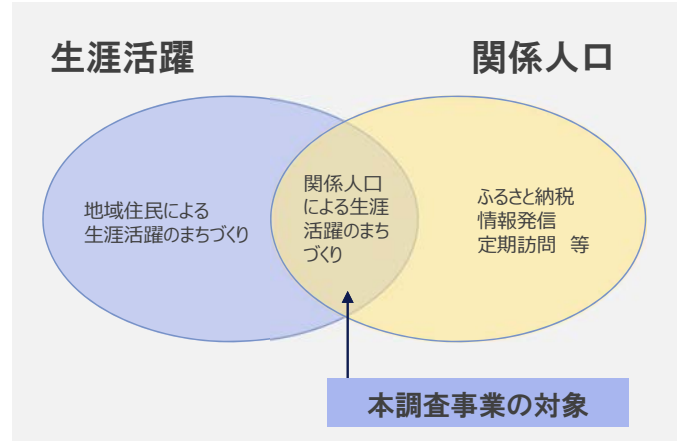 生涯活躍
関係人口
地域住民による
生涯活躍のまちづくり
関係人口
による生涯
活躍のまち
づくり
ふるさと納税
情報発信
定期訪問 等
本調査事業の対象